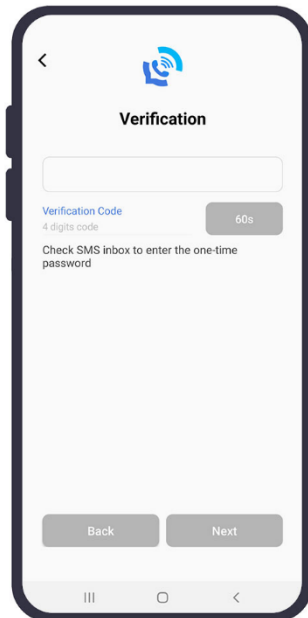 Verification
Verification Code
4 digits code
60s
Check SMS inbox to enter the one-time
password
Back
Next